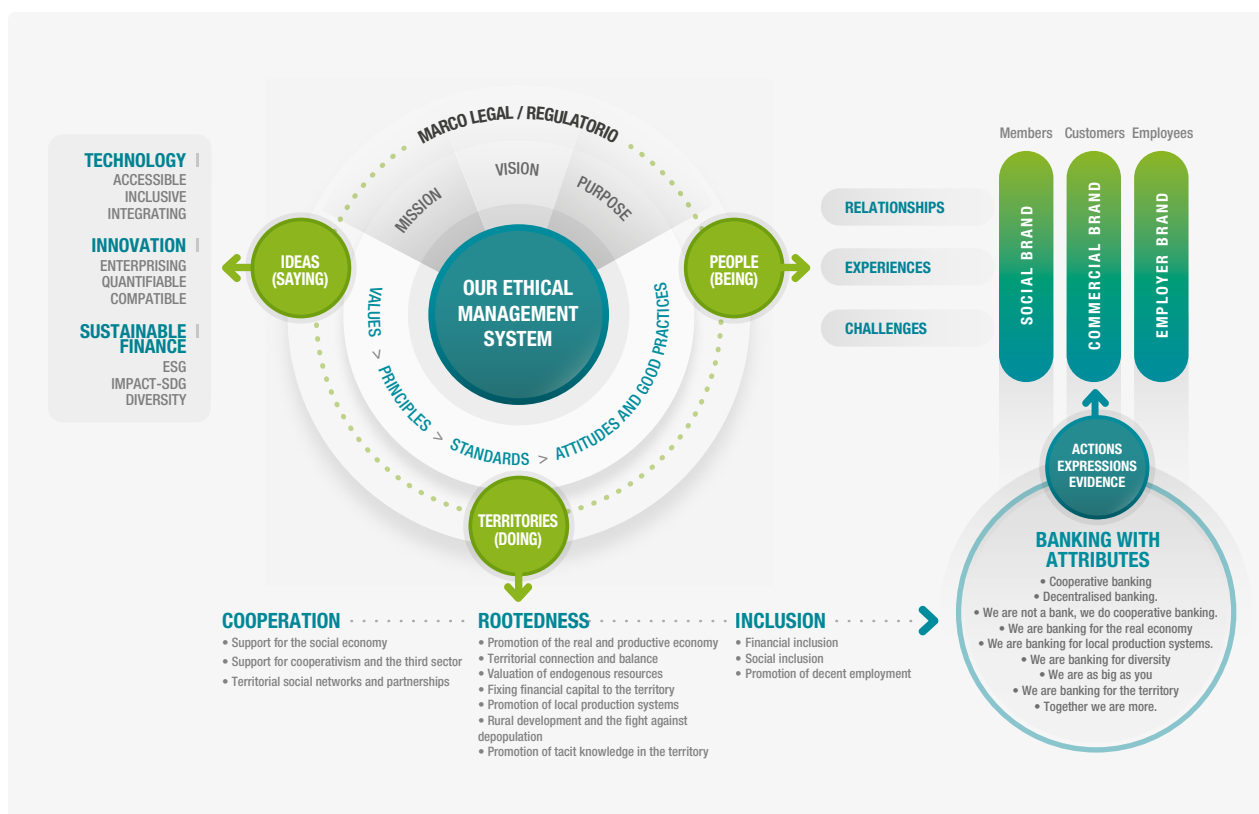 MARCO LEGAL / REGULATORIO
MISSION
VISION
PURPOSE
TECHNOLOGY
ACCESSIBLE
INCLUSIVE
INTEGRATING
INNOVATION
ENTERPRISING
QUANTIFIABLE
COMPATIBLE
SUSTAINABLE
FINANCE
ESG
IMPACT-SDG
DIVERSITY
IDEAS
(SAYING)
OUR ETHICAL
MANAGEMENT
SYSTEM
PEOPLE
(BEING)
VALUES > PRINCIPLES > STANDARDS > ATTITUDES AND GOOD PRACTICES
TERRITORIES
(DOING)
RELATIONSHIPS
EXPERIENCES
CHALLENGES
Members
Customers
Employees
SOCIAL BRAND
COMMERCIAL BRAND
EMPLOYER BRAND
ACTIONS
EXPRESSIONS
EVIDENCE
COOPERATION
• Support for the social economy
• Support for cooperativism and the third sector
• Territorial social networks and partnerships
ROOTEDNESS
• Promotion of the real and productive economy
• Territorial connection and balance
• Valuation of endogenous resources
• Fixing financial capital to the territory
• Promotion of local production systems
• Rural development and the fight against
depopulation
• Promotion of tacit knowledge in the territory
INCLUSION
• Financial inclusion
• Social inclusion
• Promotion of decent employment
BANKING WITH
ATTRIBUTES
• Cooperative banking
• Decentralised banking.
• We are not a bank, we do cooperative banking.
• We are banking for the real economy
• We are banking for local production systems.
• We are banking for diversity
• We are as big as you
• We are banking for the territory
• Together we are more.